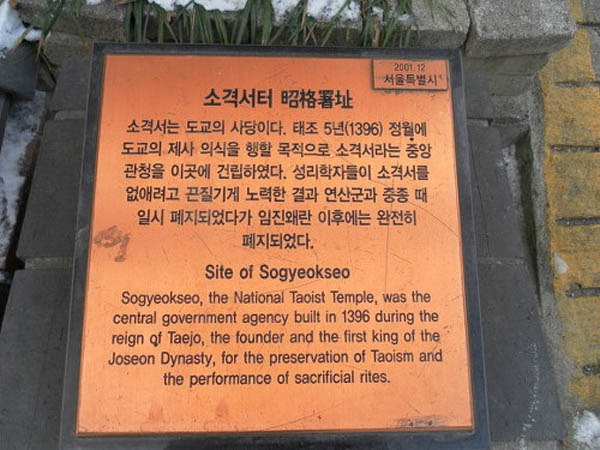 2001.12
서울특별시
소격서터 昭格署址
소격서는 도교의 사당이다. 태조 5년(1396) 정월에
도교의 제사 의식을 행할 목적으로 소격서라는 중앙
관청을 이곳에 건립하였다. 성리학자들이 소격서를
없애려고 끈질기게 노력한 결과 연산군과 중종 때
일시 폐지되었다가 임진왜란 이후에는 완전히
폐지되었다.
Site of Sogyeokseo
Sogyeokseo, the National Taoist Temple, was the
central government agency built in 1396 during the
reign of Taejo, the founder and the first king of the
Joseon Dynasty, for the preservation of Taoism and
the performance of sacrificial rites.